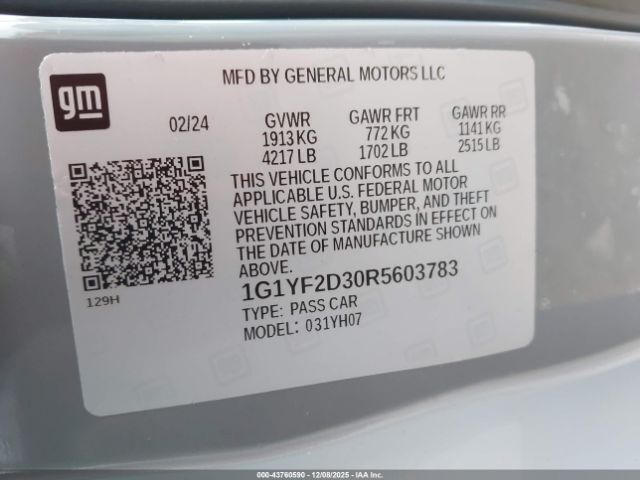 gm
MFD BY GENERAL MOTORS LLC
02/24 GVWR GAWR FRT GAWR RR
1913 KG 772 KG 1141 KG
4217 LB 1702 LB 2515 LB
THIS VEHICLE CONFORMS TO ALL
APPLICABLE U.S. FEDERAL MOTOR
VEHICLE SAFETY, BUMPER, AND THEFT
PREVENTION STANDARDS IN EFFECT ON
THE DATE OF MANUFACTURE SHOWN
ABOVE.
1G1YF2D30R5603783
TYPE: PASS CAR
MODEL: 031YH07
129H
000-43760590 - 12/08/2025 - IAAI.COM